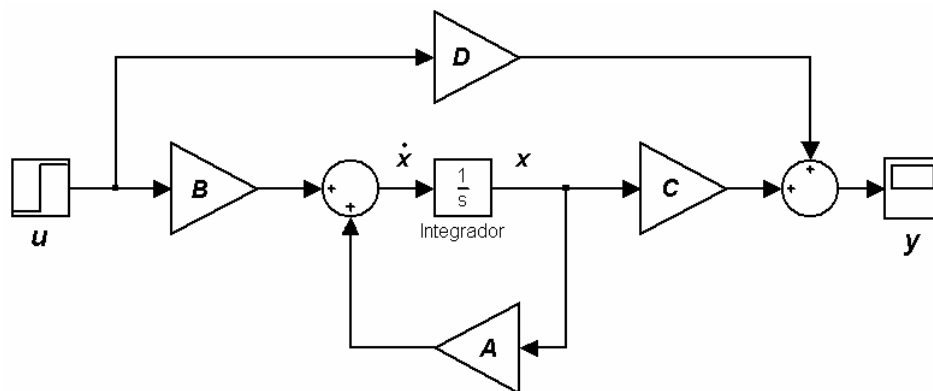 D
B
ẋ
x
C
1
s
+
+
+
+
Integrador
u
y
A